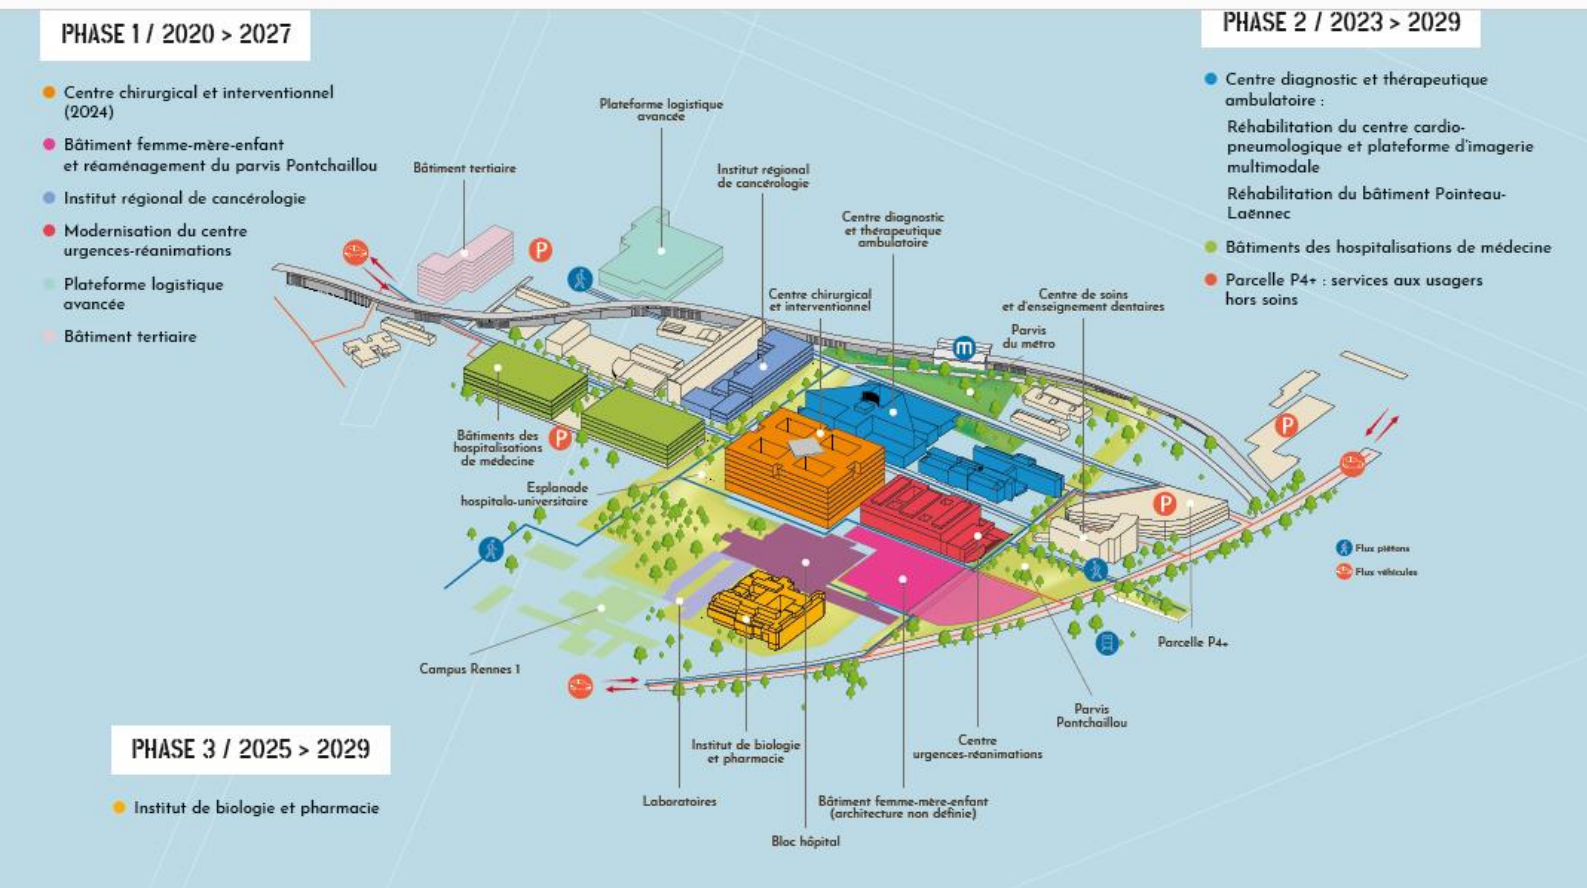 PHASE 1 / 2020 > 2027
Centre chirurgical et interventionnel
(2024)
Bâtiment femme-mère-enfant
et réaménagement du parvis Pontchaillou
Institut régional de cancérologie
Modernisation du centre
urgences-réanimations
Plateforme logistique
avancée
Bâtiment tertiaire
PHASE 2 / 2023 > 2029
Centre diagnostic et thérapeutique
ambulatoire :
Réhabilitation du centre cardio-
pneumologique et plateforme d'imagerie
multimodale
Réhabilitation du bâtiment Pointeau-
Laënnec
Bâtiments des hospitalisations de médecine
Parcelle P4+ : services aux usagers
hors soins
Plateforme logistique
avancée
Bâtiment tertiaire
Institut régional
de cancérologie
Centre diagnostic
et thérapeutique
ambulatoire
P
Centre chirurgical
et interventionnel
Centre de soins
et d'enseignement dentaires
Parvis
du métro
m
P
Bâtiments des
hospitalisations
de médecine
P
Esplanade
hospitalo-universitaire
P
Flux piétons
Flux véhicules
Campus Rennes 1
Parcelle P4+
Parvis
Pontchaillou
Institut de biologie
et pharmacie
Centre
urgences-réanimations
Laboratoires
Bâtiment femme-mère-enfant
(architecture non définie)
Bloc hôpital
PHASE 3 / 2025 > 2029
Institut de biologie et pharmacie